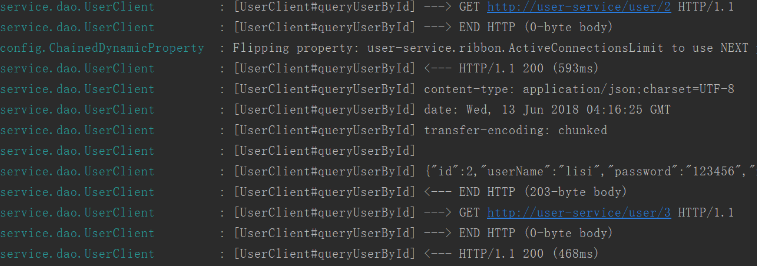 service.dao.UserClient : [UserClient#queryUserById] ---> GET http://user-service/user/2 HTTP/1.1
service.dao.UserClient : [UserClient#queryUserById] ---> END HTTP (0-byte body)
config.ChainedDynamicProperty : Flipping property: user-service.ribbon.ActiveConnectionsLimit to use NEXT
service.dao.UserClient : [UserClient#queryUserById] <--- HTTP/1.1 200 (593ms)
service.dao.UserClient : [UserClient#queryUserById] content-type: application/json;charset=UTF-8
service.dao.UserClient : [UserClient#queryUserById] date: Wed, 13 Jun 2018 04:16:25 GMT
service.dao.UserClient : [UserClient#queryUserById] transfer-encoding: chunked
service.dao.UserClient : [UserClient#queryUserById]
service.dao.UserClient : [UserClient#queryUserById] {"id":2,"userName":"lisi","password":"123456","
service.dao.UserClient : [UserClient#queryUserById] <--- END HTTP (203-byte body)
service.dao.UserClient : [UserClient#queryUserById] ---> GET http://user-service/user/3 HTTP/1.1
service.dao.UserClient : [UserClient#queryUserById] ---> END HTTP (0-byte body)
service.dao.UserClient : [UserClient#queryUserById] <--- HTTP/1.1 200 (468ms)